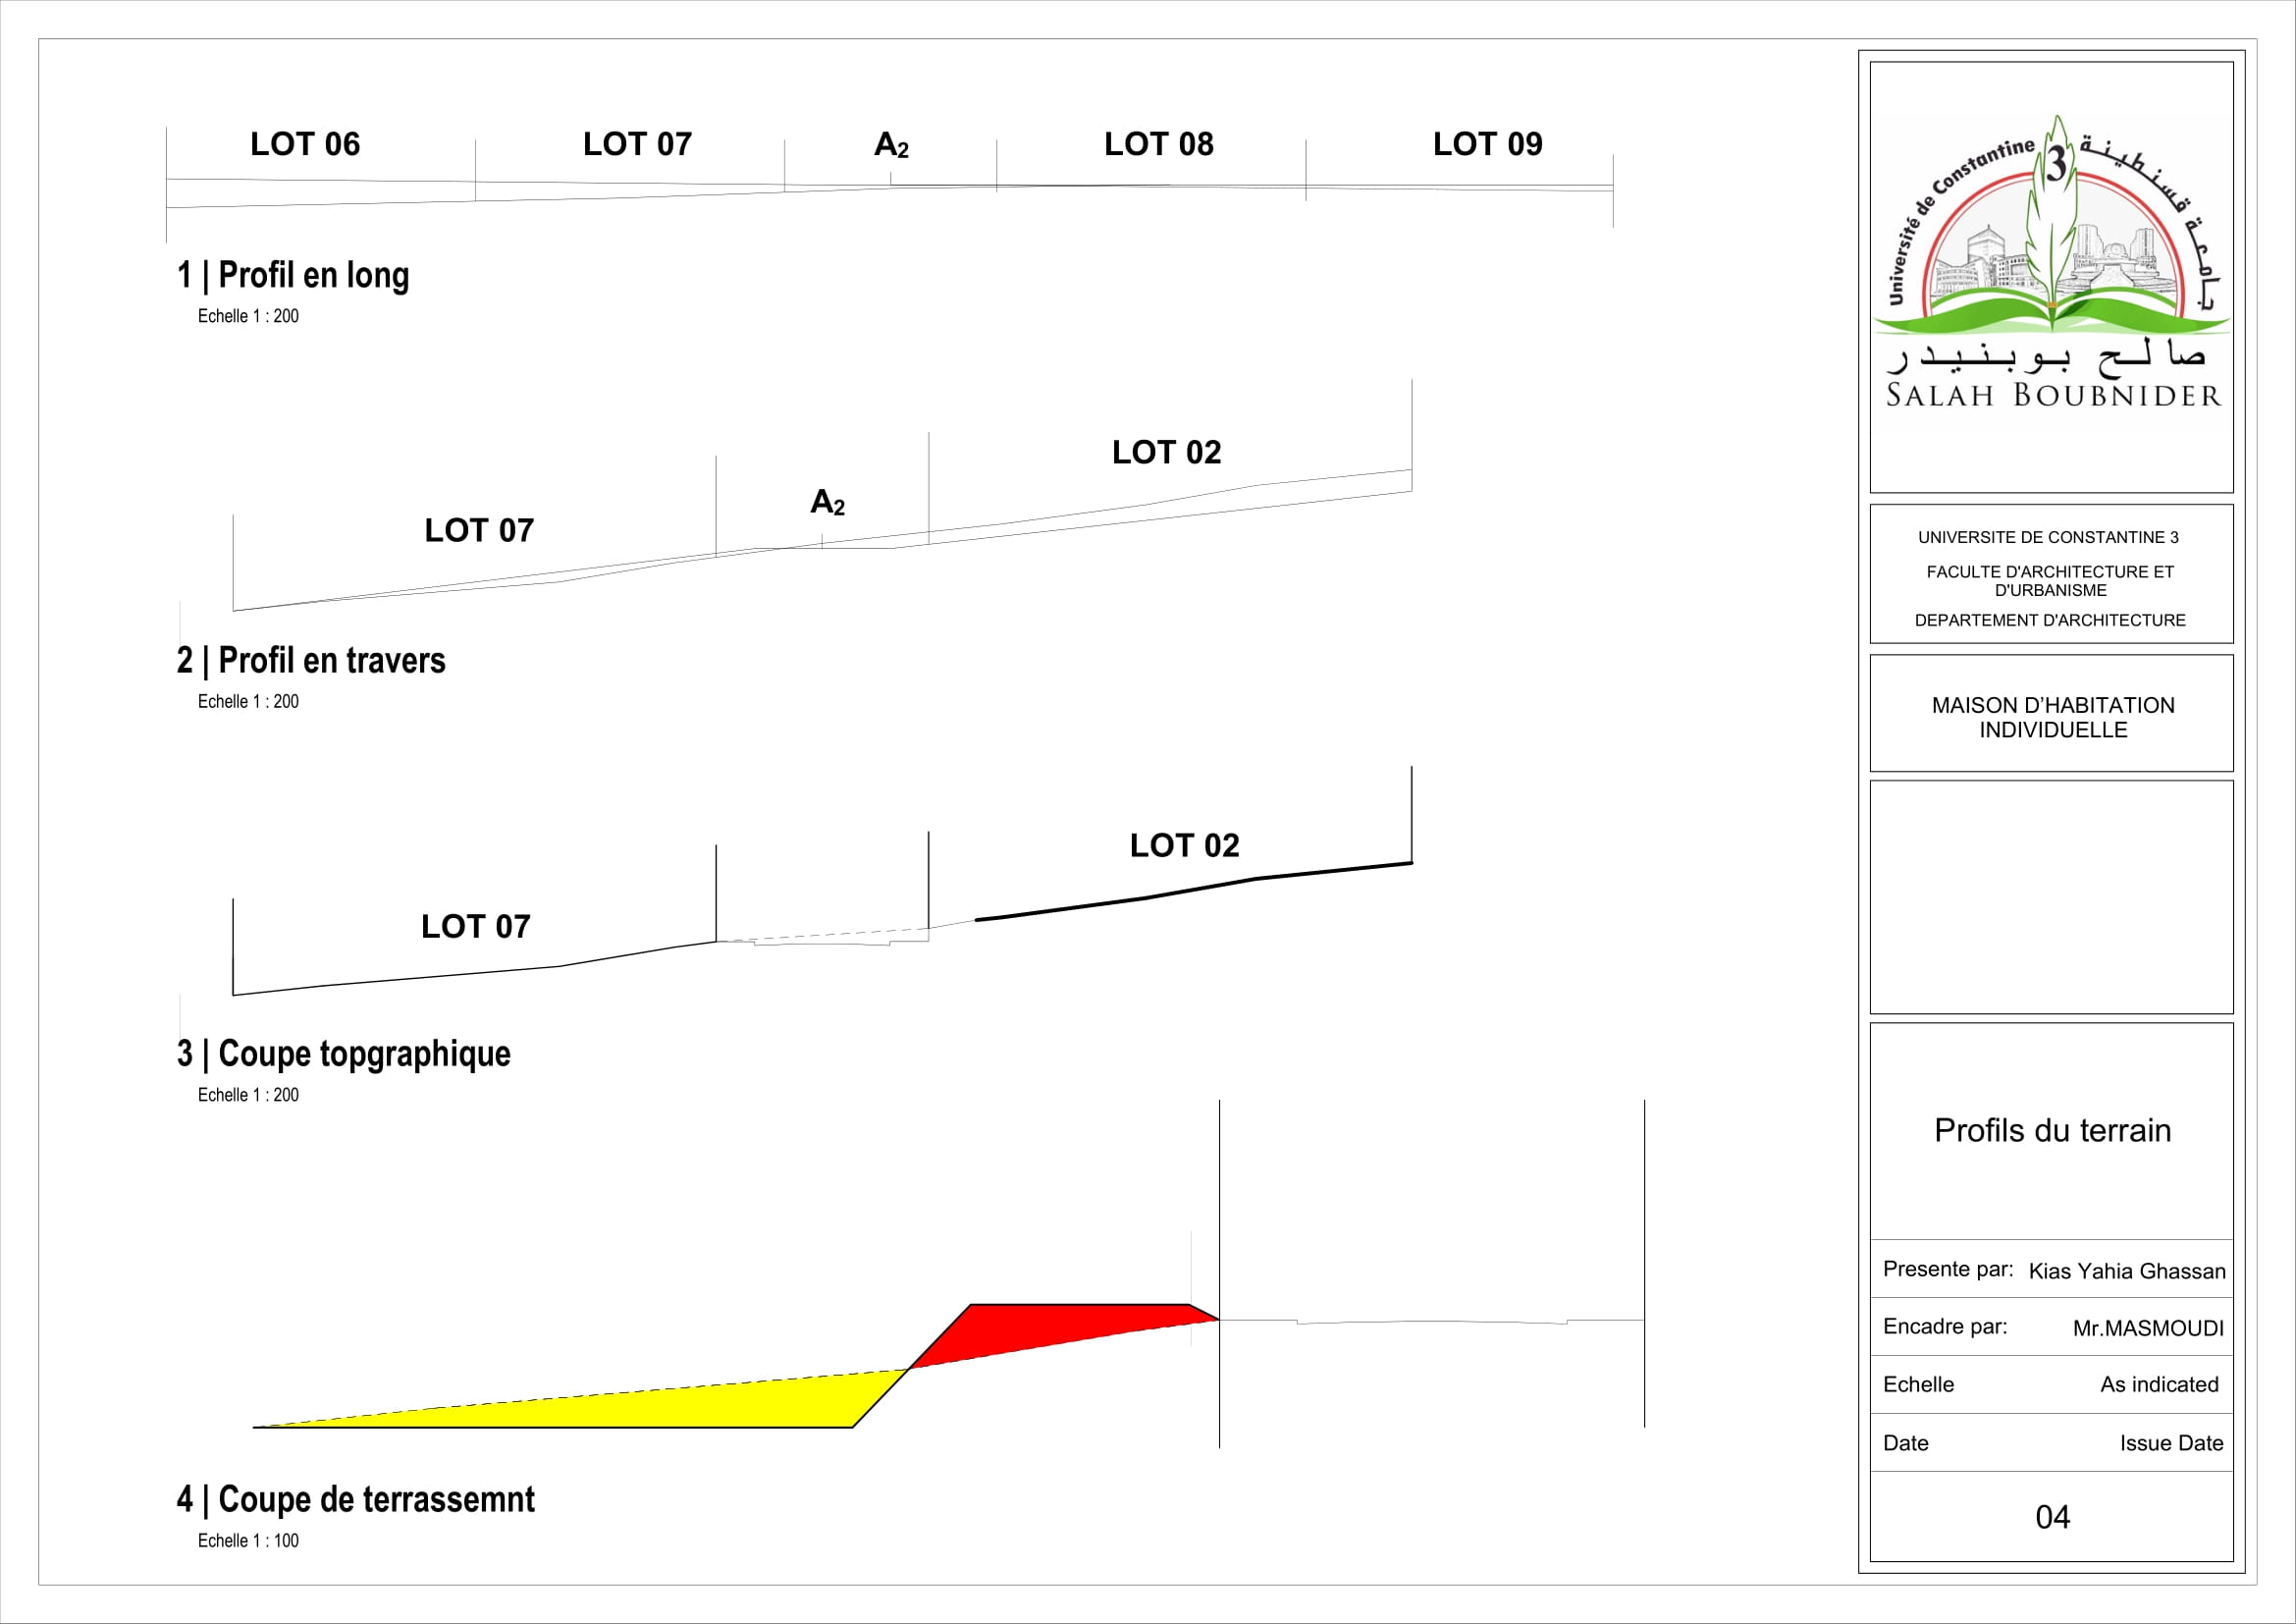 LOT 06
LOT 07
A2
LOT 08
LOT 09
1 | Profil en long
Echelle 1 : 200
LOT 07
A2
LOT 02
2 | Profil en travers
Echelle 1 : 200
LOT 07
LOT 02
3 | Coupe topgraphique
Echelle 1 : 200
4 | Coupe de terrassemnt
Echelle 1 : 100
Université de Constantine 3 جامعة قسنطينة
صالح بوبنيدر
SALAH BOUBNIDER
UNIVERSITE DE CONSTANTINE 3
FACULTE D'ARCHITECTURE ET
D'URBANISME
DEPARTEMENT D'ARCHITECTURE
MAISON D’HABITATION
INDIVIDUELLE
Profils du terrain
Presente par: Kias Yahia Ghassan
Encadre par: Mr.MASMOUDI
Echelle As indicated
Date Issue Date
04